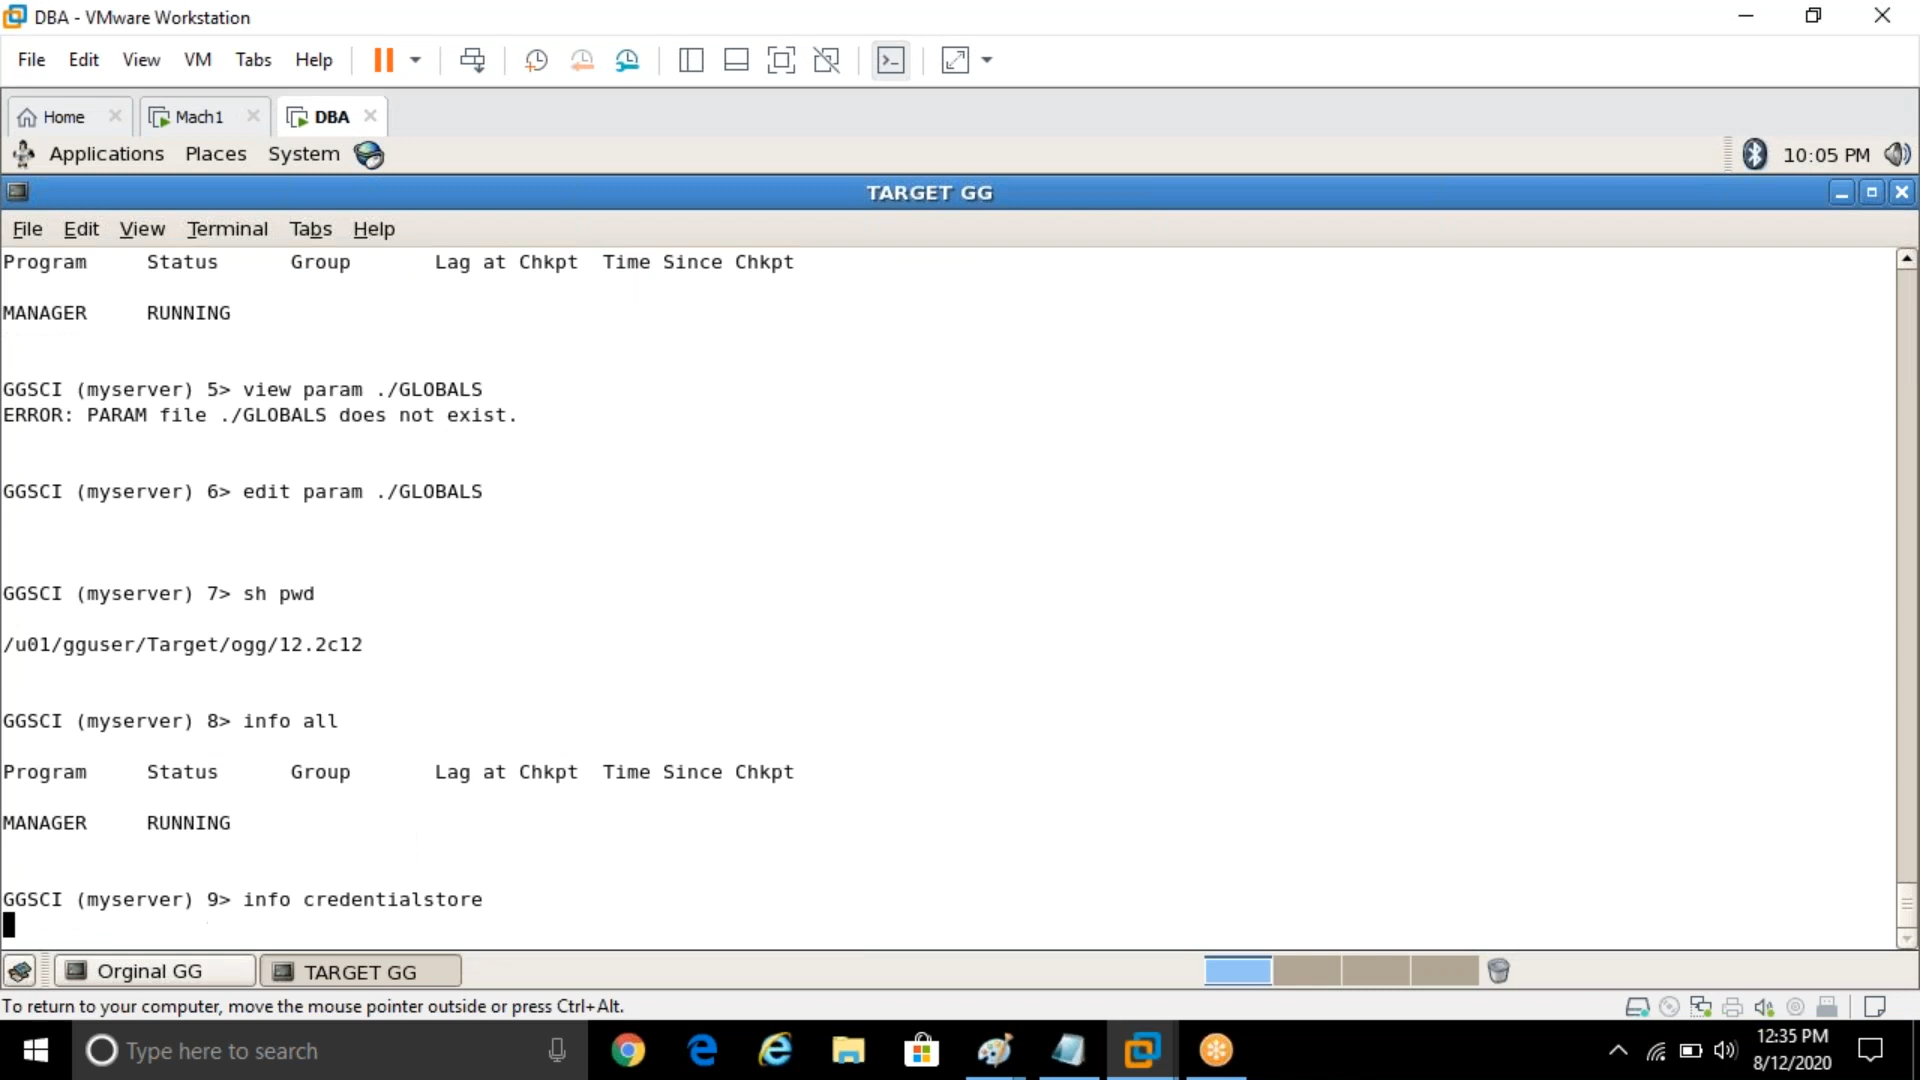 DBA - VMware Workstation
File Edit View VM Tabs Help
Home Mach1 DBA
Applications Places System 10:05 PM
TARGET GG
File Edit View Terminal Tabs Help
Program     Status      Group       Lag at Chkpt  Time Since Chkpt
MANAGER     RUNNING
GGSCI (myserver) 5> view param ./GLOBALS
ERROR: PARAM file ./GLOBALS does not exist.
GGSCI (myserver) 6> edit param ./GLOBALS
GGSCI (myserver) 7> sh pwd
/u01/gguser/Target/ogg/12.2c12
GGSCI (myserver) 8> info all
Program     Status      Group       Lag at Chkpt  Time Since Chkpt
MANAGER     RUNNING
GGSCI (myserver) 9> info credentialstore
Orginal GG TARGET GG
To return to your computer, move the mouse pointer outside or press Ctrl+Alt.
Type here to search 12:35 PM
8/12/2020